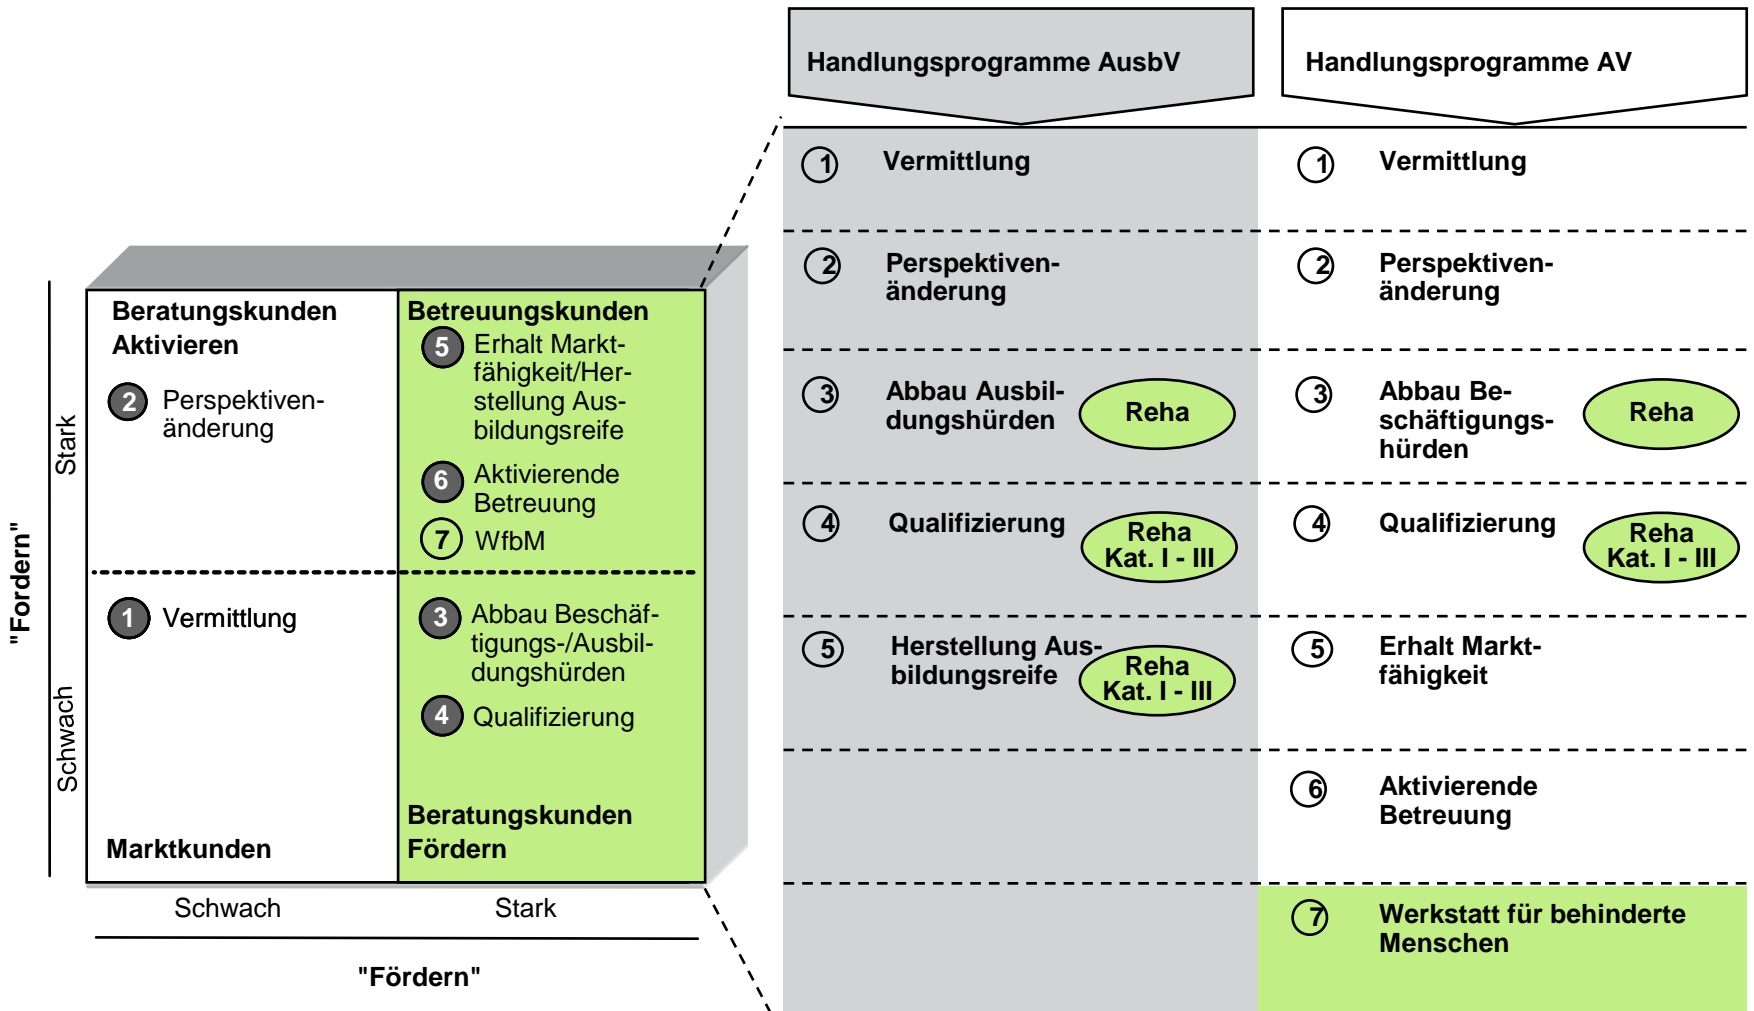 "Fordern"
Stark
Schwach
Beratungskunden
Aktivieren
2 Perspektiven-
änderung
1 Vermittlung
Marktkunden
Betreuungskunden
5 Erhalt Markt-
fähigkeit/Her-
stellung Aus-
bildungsreife
6 Aktivierende
Betreuung
7 WfbM
3 Abbau Beschäf-
tigungs-/Ausbil-
dungshürden
4 Qualifizierung
Beratungskunden
Fördern
Schwach
Stark
"Fördern"
Handlungsprogramme AusbV
1 Vermittlung
2 Perspektiven-
änderung
3 Abbau Ausbil-
dungshürden
Reha
4 Qualifizierung
Reha
Kat. I - III
5 Herstellung Aus-
bildungsreife
Reha
Kat. I - III
Handlungsprogramme AV
1 Vermittlung
2 Perspektiven-
änderung
3 Abbau Be-
schäftigungs-
hürden
Reha
4 Qualifizierung
Reha
Kat. I - III
5 Erhalt Markt-
fähigkeit
6 Aktivierende
Betreuung
7 Werkstatt für behinderte
Menschen